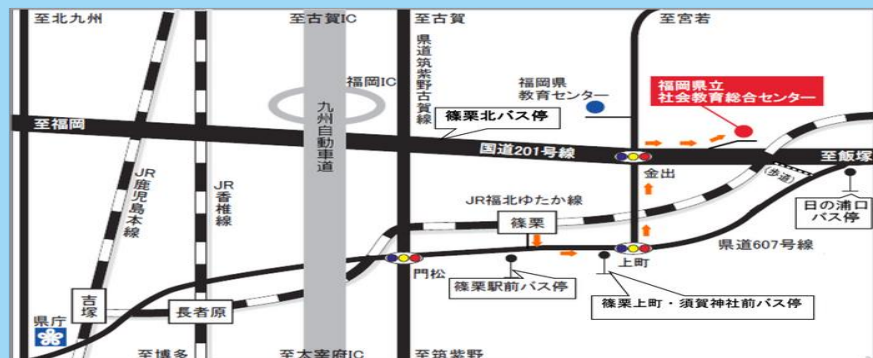 至北九州
至古賀IC
至古賀
至宮若
県道筑紫野古賀線
福岡IC
福岡県
教育センター
福岡県立
社会教育総合センター
九州自動車道
篠栗北バス停
至福岡
国道201号線
至飯塚
金出
(歩道)
JR鹿児島本線
JR香椎線
JR福北ゆたか線
篠栗
日の浦口
バス停
県道607号線
門松
上町
篠栗駅前バス停
篠栗上町・須賀神社前バス停
吉塚
長者原
県庁
至博多
至太宰府IC
至筑紫野